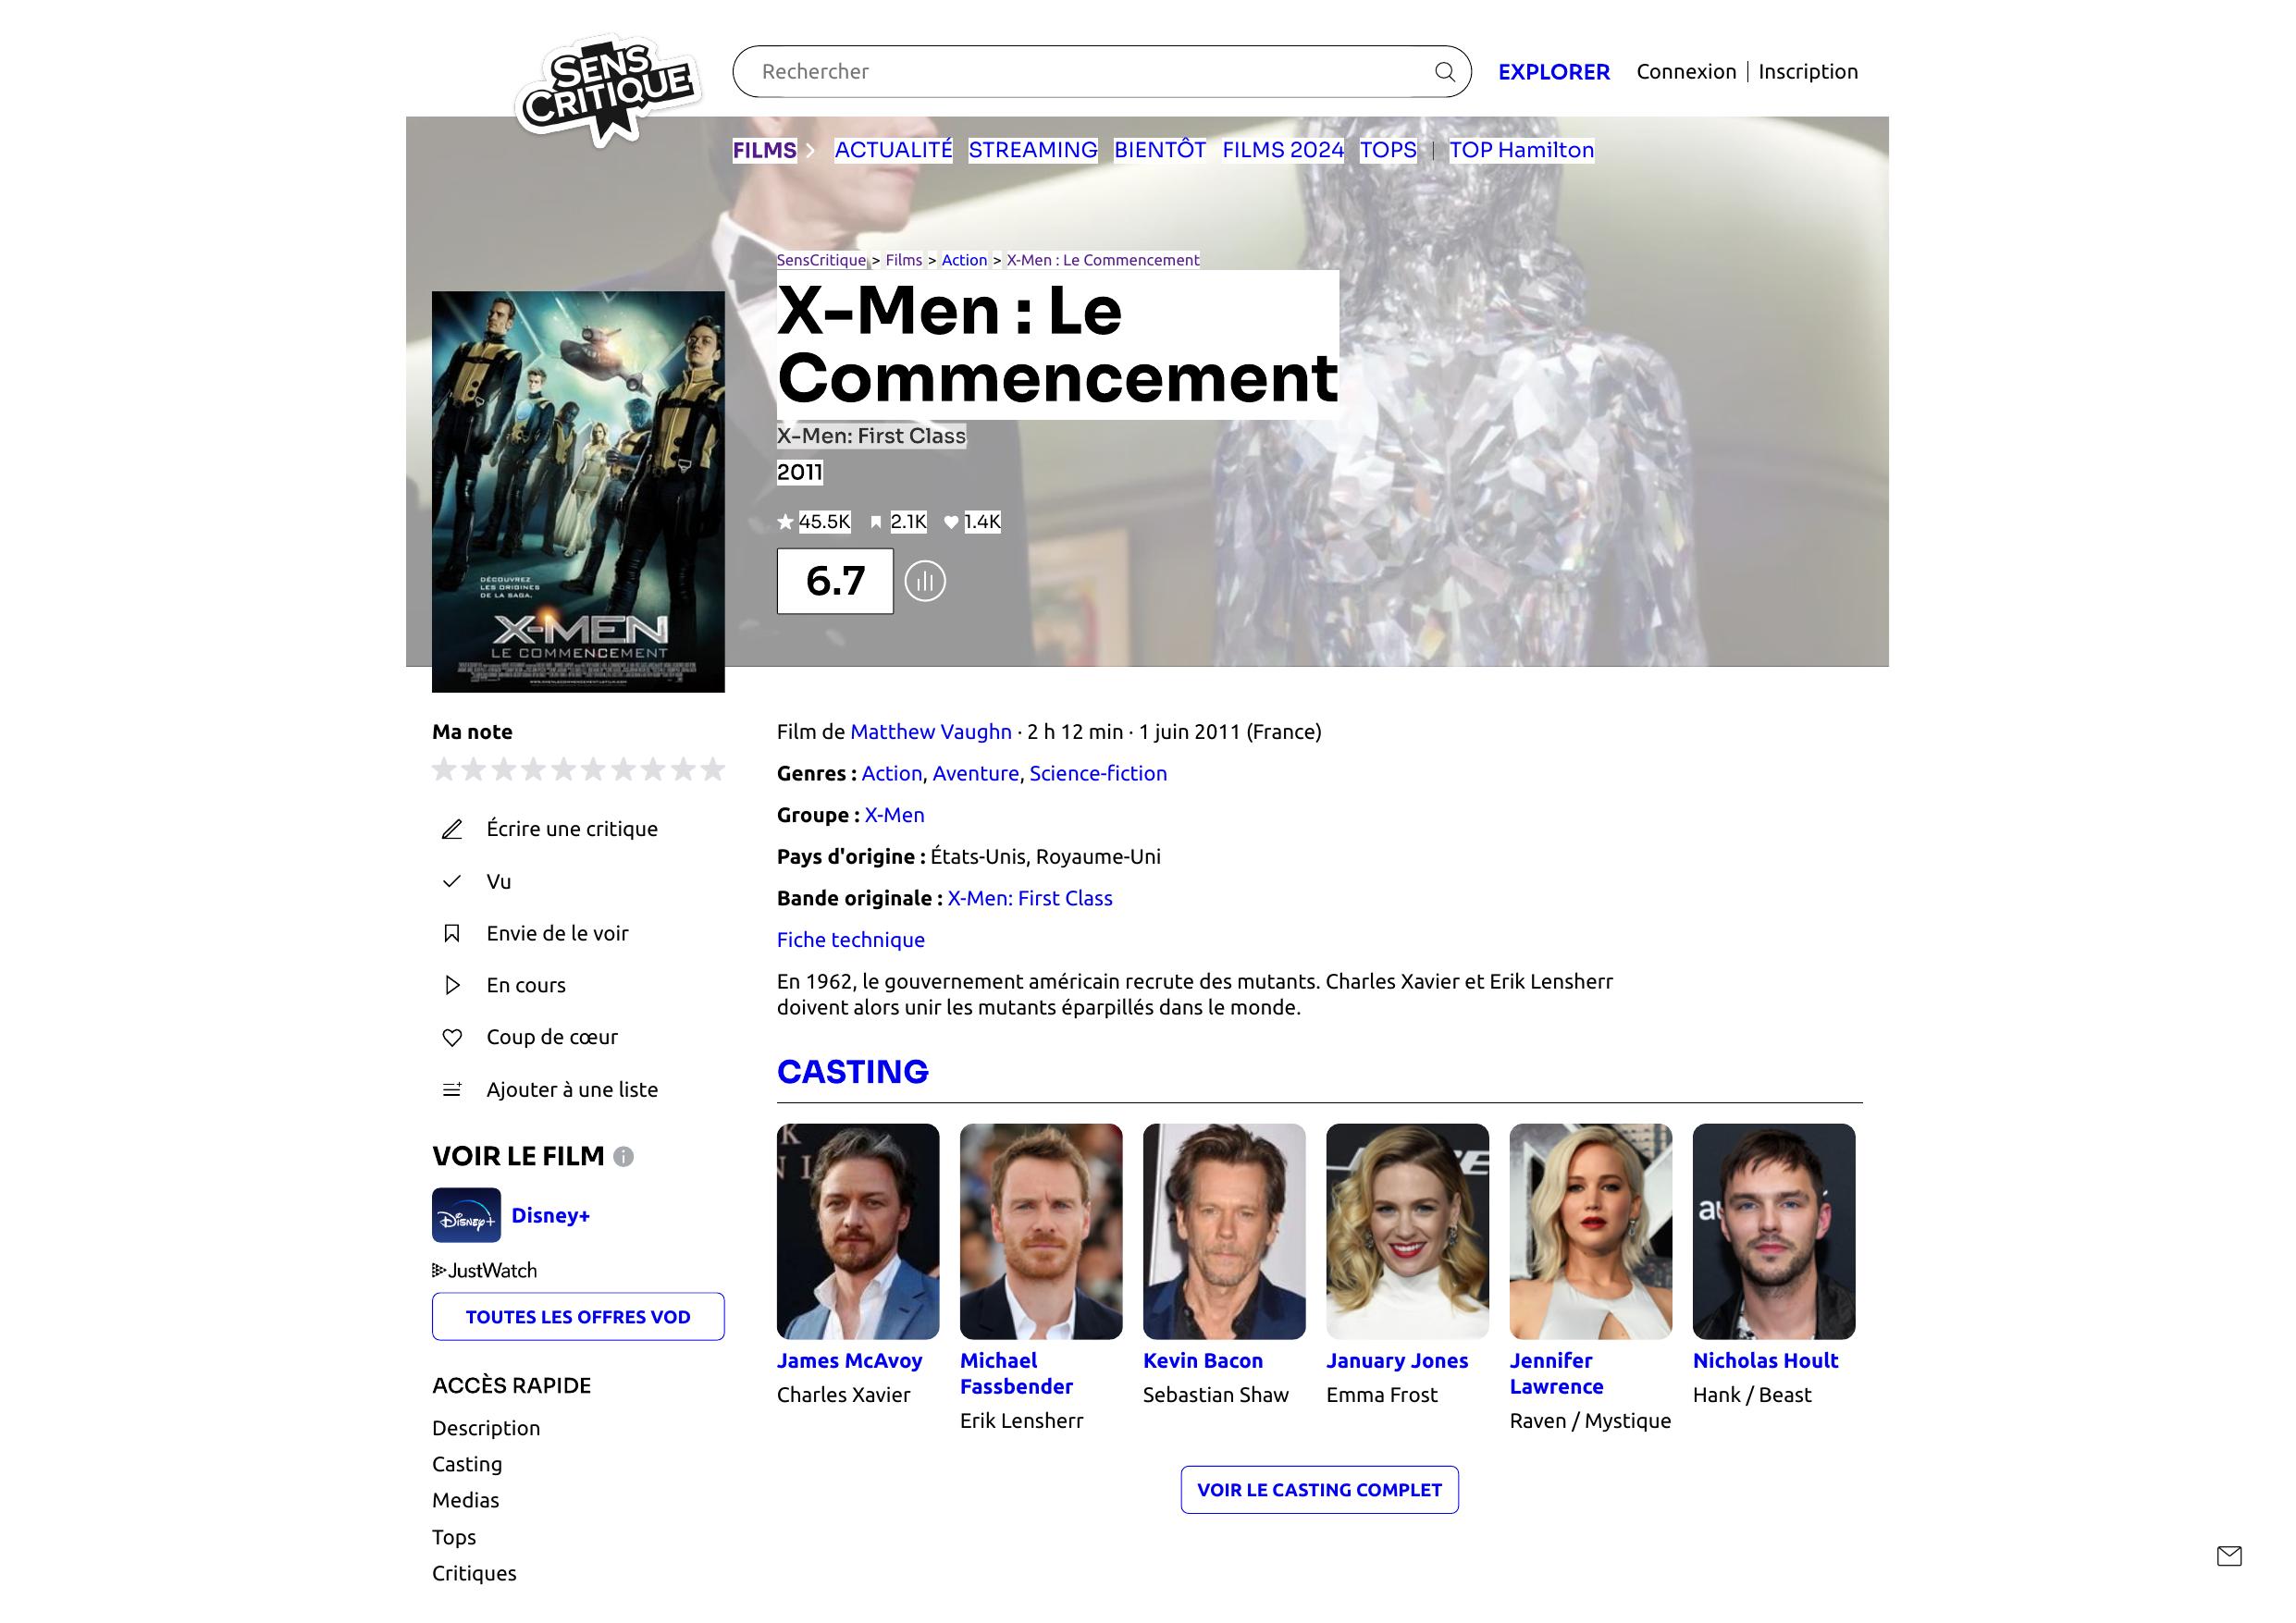 SENS
CRITIQUE
Rechercher
EXPLORER
Connexion | Inscription
FILMS
ACTUALITÉ
STREAMING
BIENTÔT
FILMS 2024
TOPS
|
TOP Hamilton
SensCritique > Films > Action > X-Men : Le Commencement
X-Men : Le
Commencement
X-Men: First Class
2011
45.5K
2.1K
1.4K
6.7
DÉCOUVREZ
LES ORIGINES
DE LA SAGA.
X-MEN
LE COMMENCEMENT
Ma note
Écrire une critique
Vu
Envie de le voir
En cours
Coup de cœur
Ajouter à une liste
VOIR LE FILM
Disney+
Disney+
JustWatch
TOUTES LES OFFRES VOD
ACCÈS RAPIDE
Description
Casting
Medias
Tops
Critiques
Film de Matthew Vaughn · 2 h 12 min · 1 juin 2011 (France)
Genres : Action, Aventure, Science-fiction
Groupe : X-Men
Pays d'origine : États-Unis, Royaume-Uni
Bande originale : X-Men: First Class
Fiche technique
En 1962, le gouvernement américain recrute des mutants. Charles Xavier et Erik Lensherr
doivent alors unir les mutants éparpillés dans le monde.
CASTING
James McAvoy
Charles Xavier
Michael
Fassbender
Erik Lensherr
Kevin Bacon
Sebastian Shaw
January Jones
Emma Frost
Jennifer
Lawrence
Raven / Mystique
Nicholas Hoult
Hank / Beast
VOIR LE CASTING COMPLET